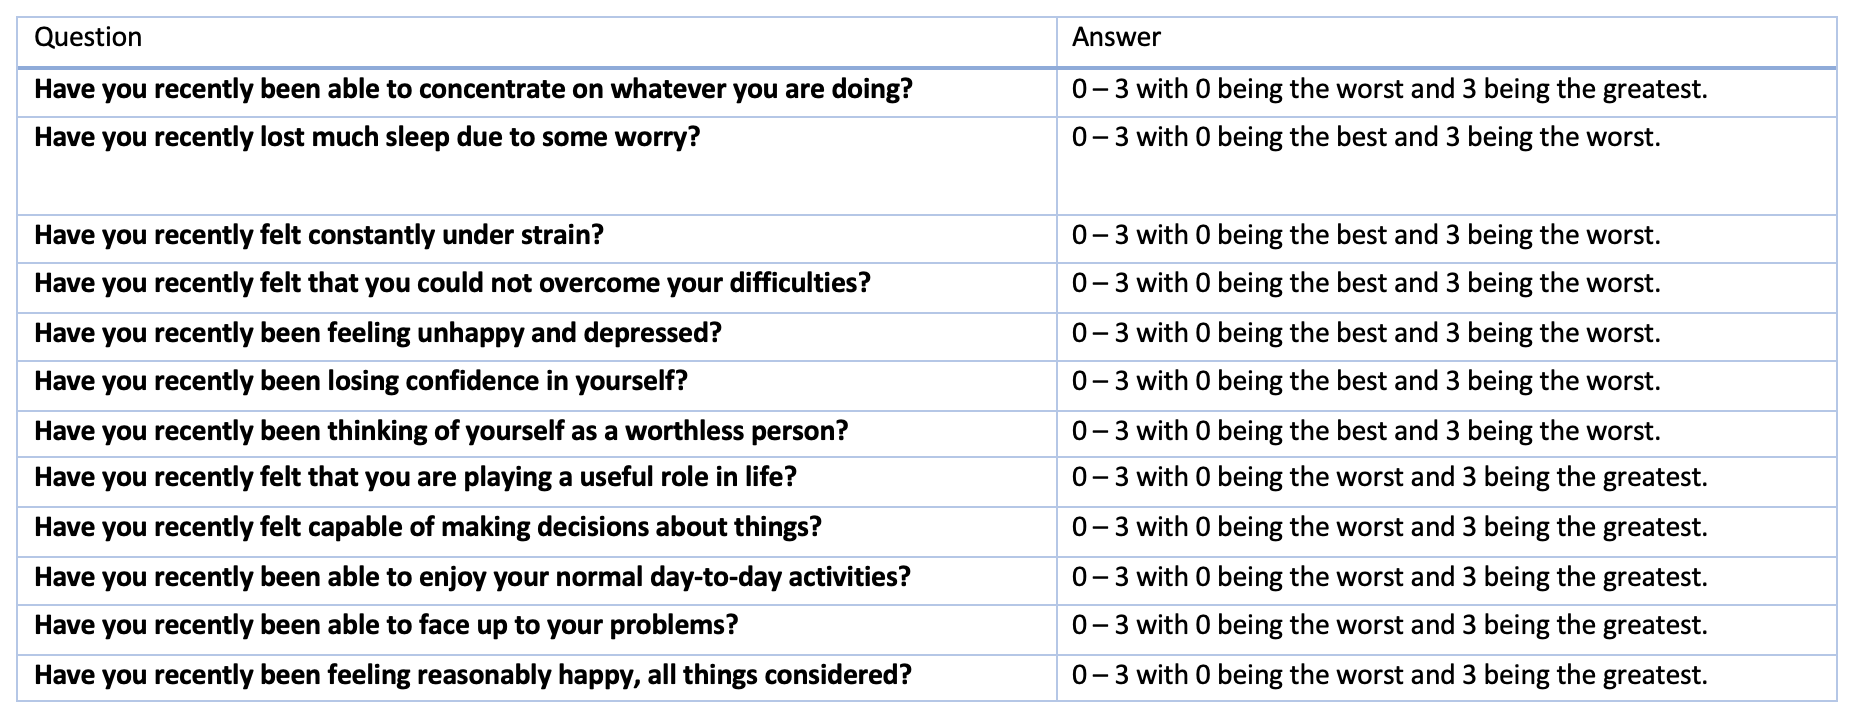 Question Answer
Have you recently been able to concentrate on whatever you are doing? 0 – 3 with 0 being the worst and 3 being the greatest.
Have you recently lost much sleep due to some worry? 0 – 3 with 0 being the best and 3 being the worst.
Have you recently felt constantly under strain? 0 – 3 with 0 being the best and 3 being the worst.
Have you recently felt that you could not overcome your difficulties? 0 – 3 with 0 being the best and 3 being the worst.
Have you recently been feeling unhappy and depressed? 0 – 3 with 0 being the best and 3 being the worst.
Have you recently been losing confidence in yourself? 0 – 3 with 0 being the best and 3 being the worst.
Have you recently been thinking of yourself as a worthless person? 0 – 3 with 0 being the best and 3 being the worst.
Have you recently felt that you are playing a useful role in life? 0 – 3 with 0 being the worst and 3 being the greatest.
Have you recently felt capable of making decisions about things? 0 – 3 with 0 being the worst and 3 being the greatest.
Have you recently been able to enjoy your normal day-to-day activities? 0 – 3 with 0 being the worst and 3 being the greatest.
Have you recently been able to face up to your problems? 0 – 3 with 0 being the worst and 3 being the greatest.
Have you recently been feeling reasonably happy, all things considered? 0 – 3 with 0 being the worst and 3 being the greatest.